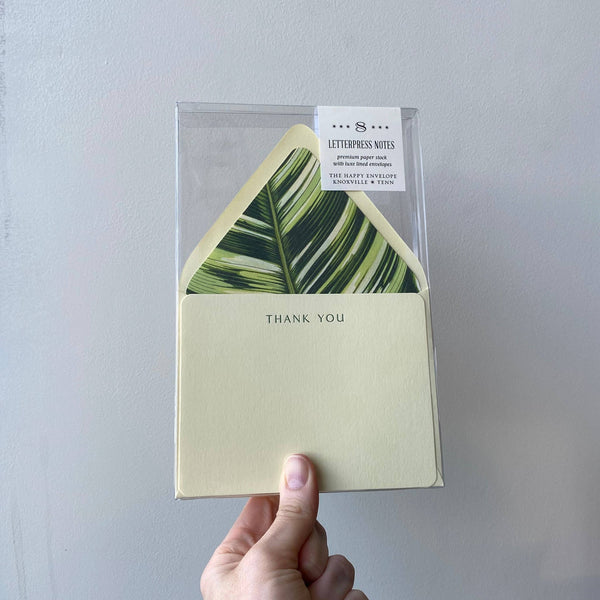 *** 8 ***
LETTERPRESS NOTES
premium paper stock
with luxe lined envelopes
THE HAPPY ENVELOPE
KNOXVILLE ★ TENN
THANK YOU